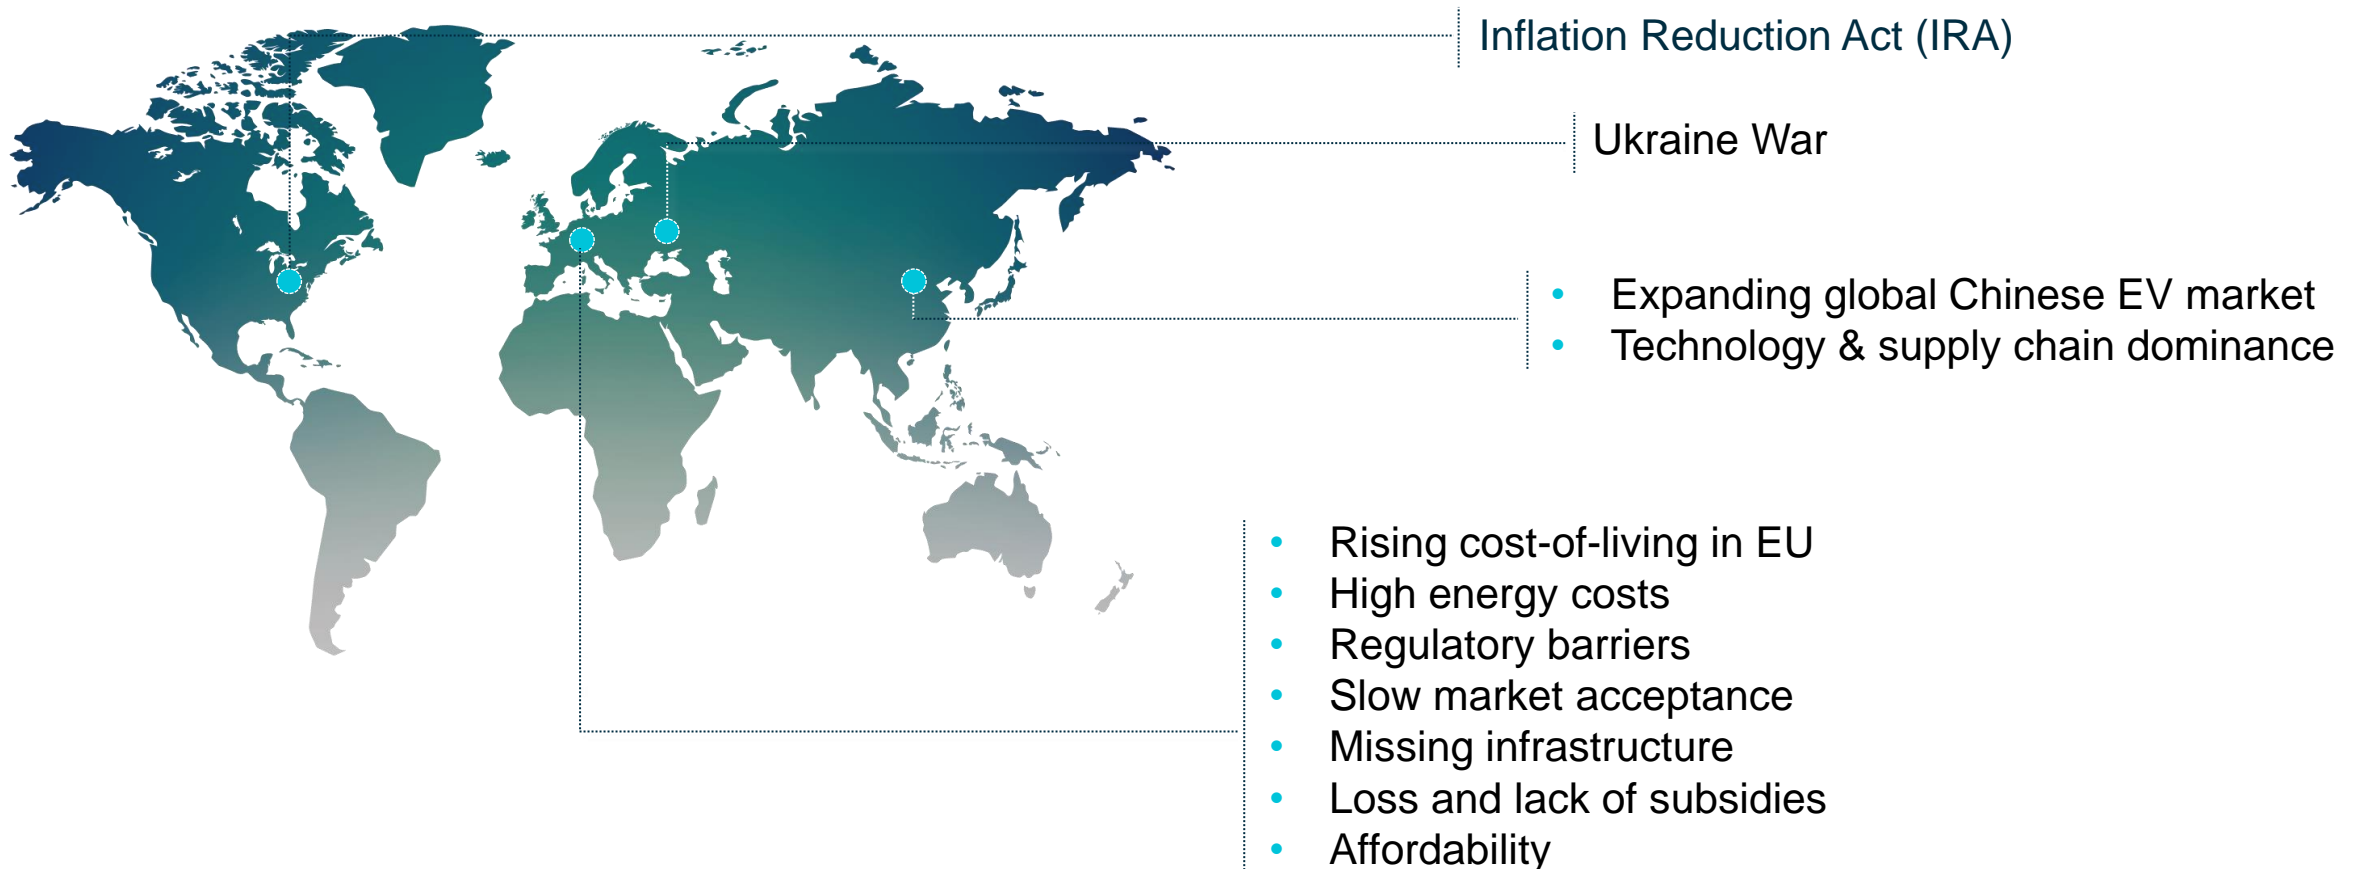 Inflation Reduction Act (IRA)
Ukraine War
• Expanding global Chinese EV market
• Technology & supply chain dominance
• Rising cost-of-living in EU
• High energy costs
• Regulatory barriers
• Slow market acceptance
• Missing infrastructure
• Loss and lack of subsidies
• Affordability